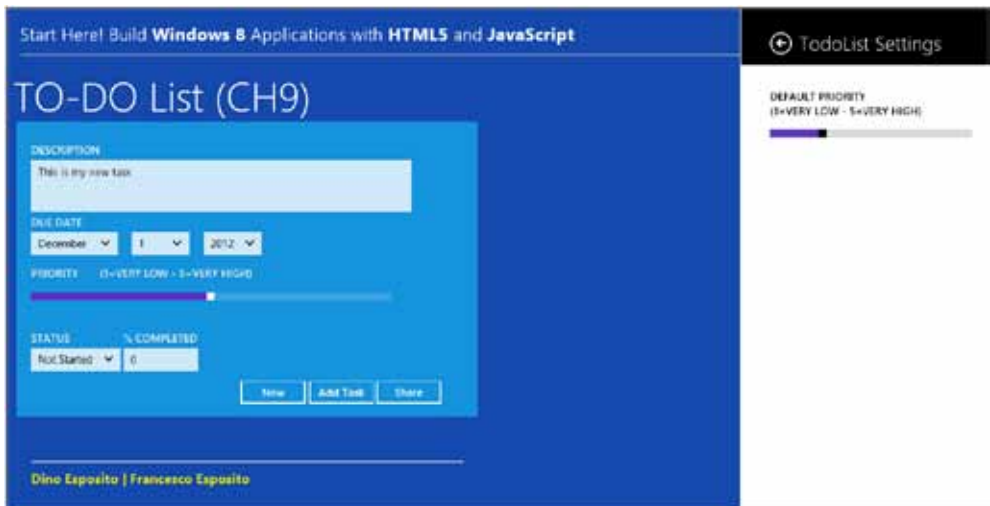 Start Here! Build Windows 8 Applications with HTML5 and JavaScript
TodoList Settings
TO-DO List (CH9)
DEFAULT PRIORITY
(1=VERY LOW - 5=VERY HIGH)
DESCRIPTION
This is my new task
DUE DATE
December 1 2012
PRIORITY (1=VERY LOW - 5=VERY HIGH)
STATUS % COMPLETED
Not Started 0
New Add Task Share
Dino Esposito | Francesco Esposito